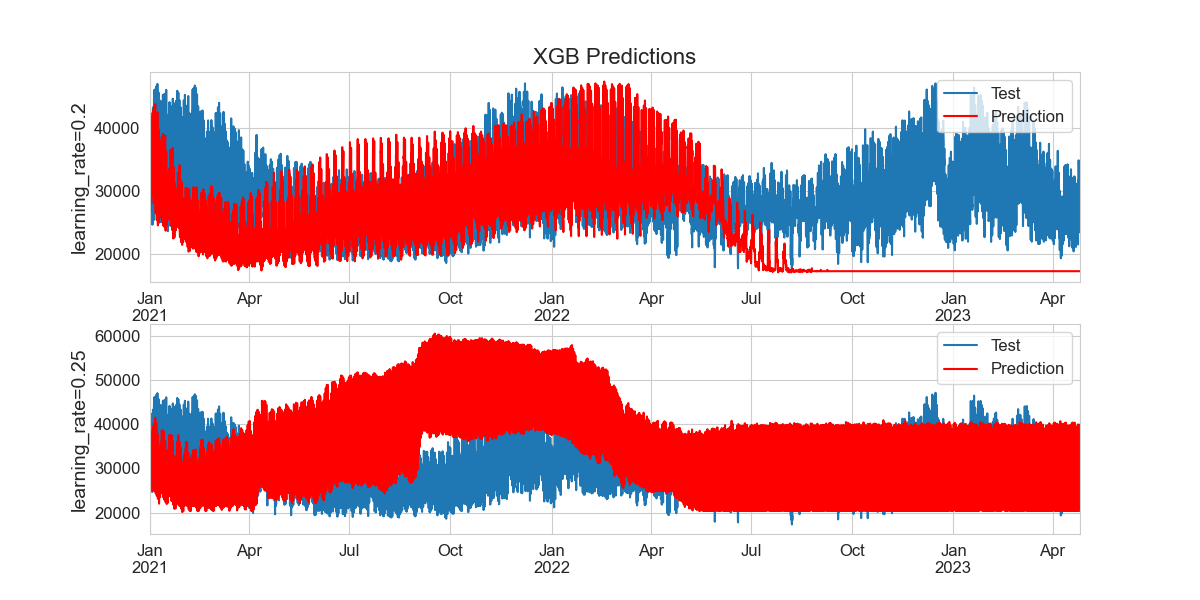 XGB Predictions
learning_rate=0.2
40000
30000
20000
Test
Prediction
Jan Apr Jul Oct Jan Apr Jul Oct Jan Apr
2021 2022 2023
learning_rate=0.25
60000
50000
40000
30000
20000
Test
Prediction
Jan Apr Jul Oct Jan Apr Jul Oct Jan Apr
2021 2022 2023